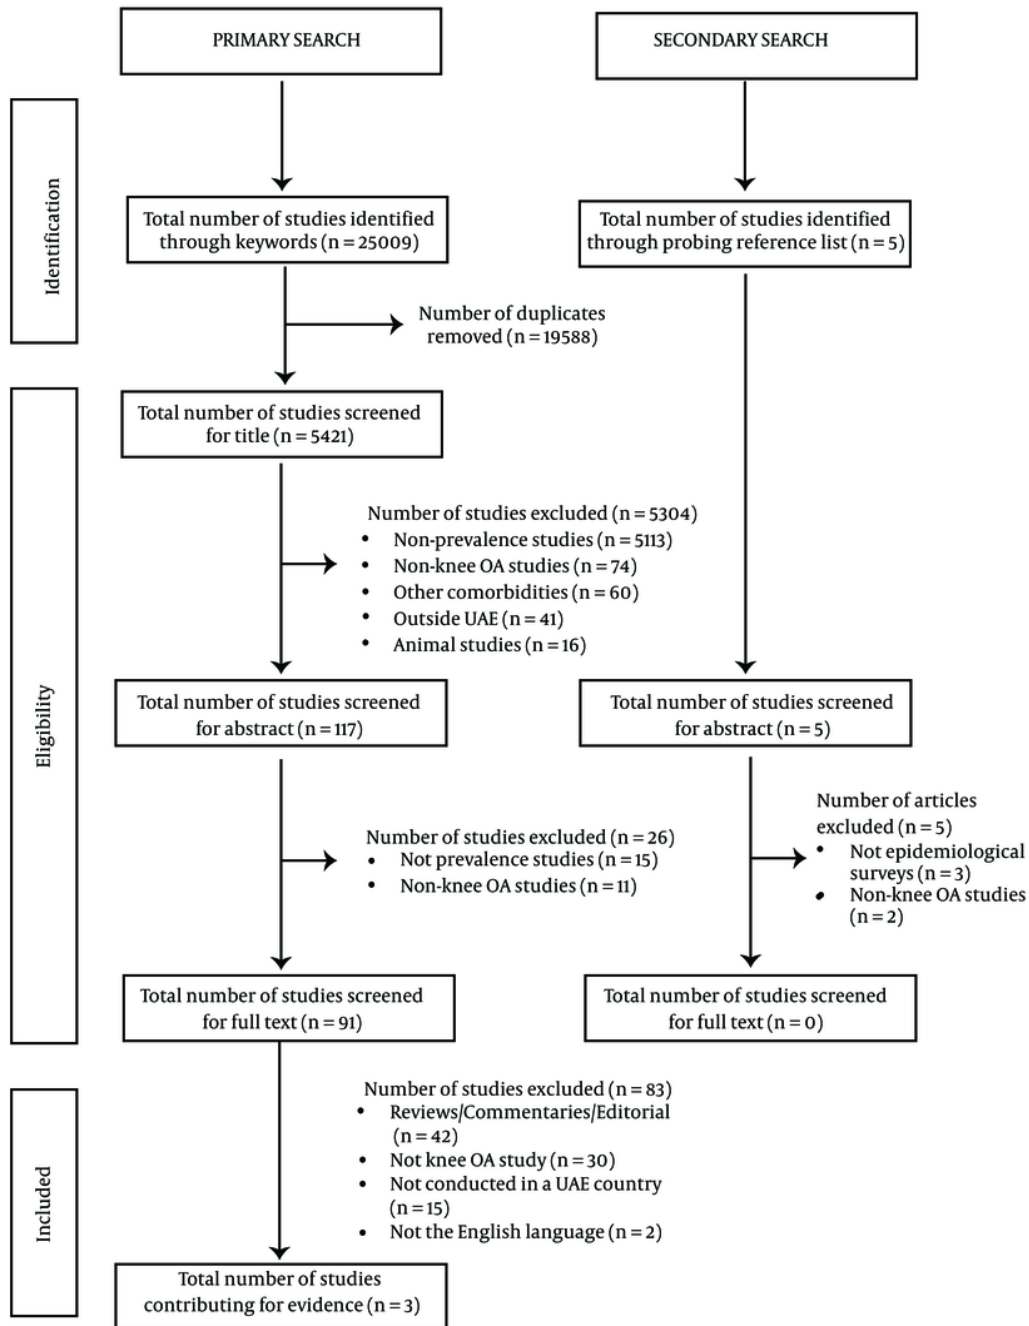 PRIMARY SEARCH
SECONDARY SEARCH
Identification
Total number of studies identified
through keywords (n = 25009)
Total number of studies identified
through probing reference list (n = 5)
Number of duplicates
removed (n = 19588)
Eligibility
Total number of studies screened
for title (n = 5421)
Number of studies excluded (n = 5304)
• Non-prevalence studies (n = 5113)
• Non-knee OA studies (n = 74)
• Other comorbidities (n = 60)
• Outside UAE (n = 41)
• Animal studies (n = 16)
Total number of studies screened
for abstract (n = 117)
Total number of studies screened
for abstract (n = 5)
Number of studies excluded (n = 26)
• Not prevalence studies (n = 15)
• Non-knee OA studies (n = 11)
Number of articles
excluded (n = 5)
• Not epidemiological
surveys (n = 3)
• Non-knee OA studies
(n = 2)
Total number of studies screened
for full text (n = 91)
Total number of studies screened
for full text (n = 0)
Included
Number of studies excluded (n = 83)
• Reviews/Commentaries/Editorial
(n = 42)
• Not knee OA study (n = 30)
• Not conducted in a UAE country
(n = 15)
• Not the English language (n = 2)
Total number of studies
contributing for evidence (n = 3)